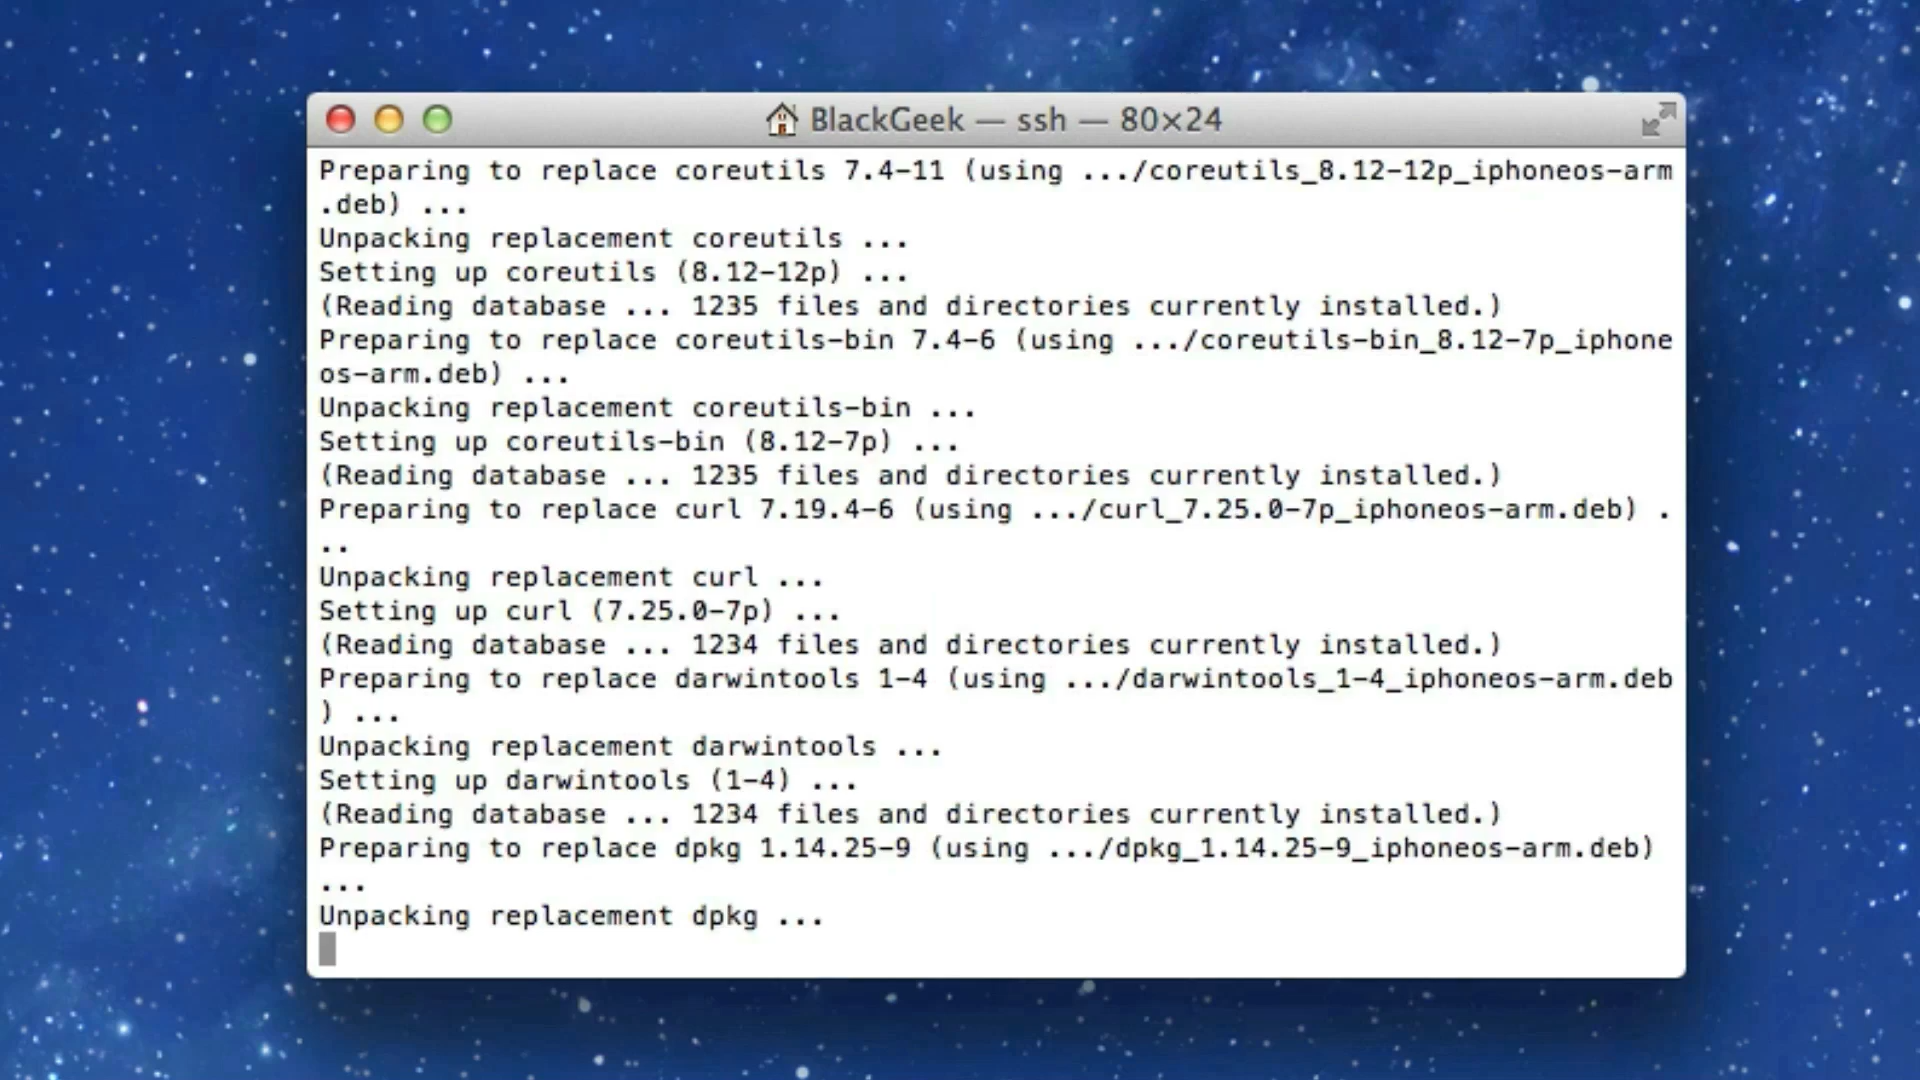 BlackGeek — ssh — 80×24
Preparing to replace coreutils 7.4-11 (using .../coreutils_8.12-12p_iphoneos-arm
.deb) ...
Unpacking replacement coreutils ...
Setting up coreutils (8.12-12p) ...
(Reading database ... 1235 files and directories currently installed.)
Preparing to replace coreutils-bin 7.4-6 (using .../coreutils-bin_8.12-7p_iphone
os-arm.deb) ...
Unpacking replacement coreutils-bin ...
Setting up coreutils-bin (8.12-7p) ...
(Reading database ... 1235 files and directories currently installed.)
Preparing to replace curl 7.19.4-6 (using .../curl_7.25.0-7p_iphoneos-arm.deb) .
..
Unpacking replacement curl ...
Setting up curl (7.25.0-7p) ...
(Reading database ... 1234 files and directories currently installed.)
Preparing to replace darwintools 1-4 (using .../darwintools_1-4_iphoneos-arm.deb
) ...
Unpacking replacement darwintools ...
Setting up darwintools (1-4) ...
(Reading database ... 1234 files and directories currently installed.)
Preparing to replace dpkg 1.14.25-9 (using .../dpkg_1.14.25-9_iphoneos-arm.deb)
...
Unpacking replacement dpkg ...